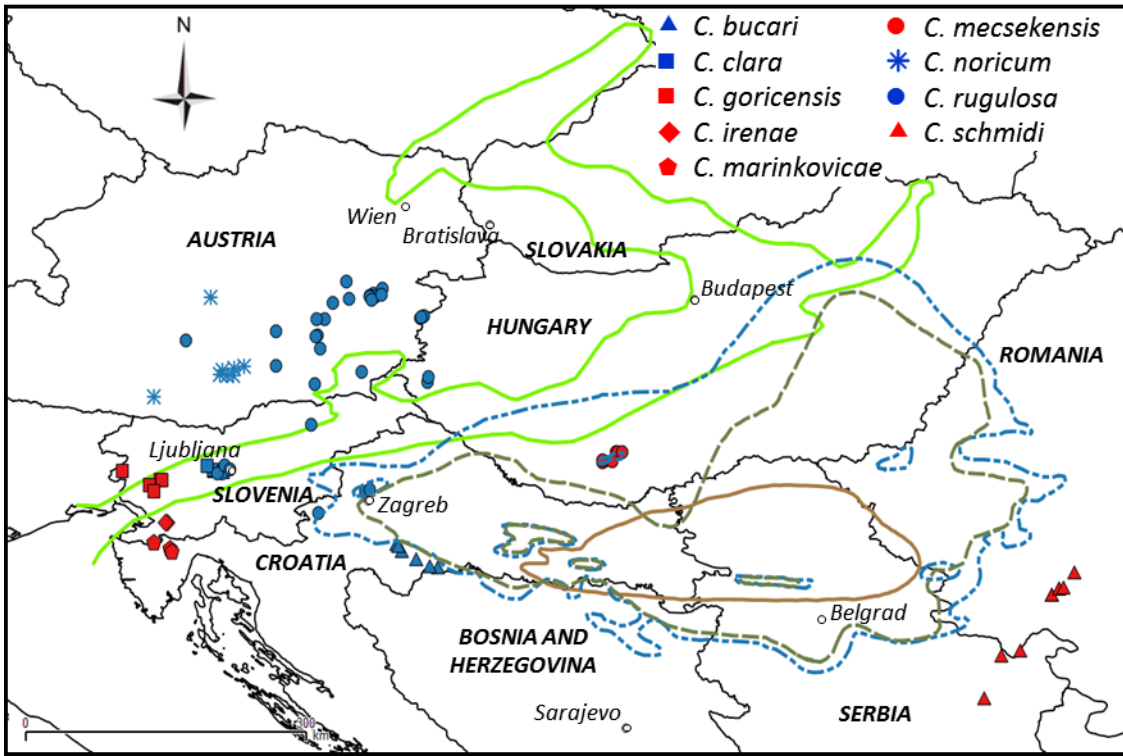 N
C. bucari
C. mecsekensis
C. clara
C. noricum
C. goricensis
C. rugulosa
C. irenae
C. schmidi
C. marinkovicae
Wien
Bratislava
AUSTRIA
SLOVAKIA
Budapest
HUNGARY
ROMANIA
Ljubljana
SLOVENIA
Zagreb
CROATIA
Belgrad
BOSNIA AND
HERZEGOVINA
Sarajevo
SERBIA
0
300
km